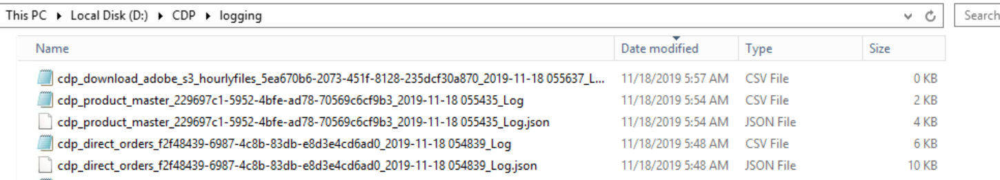 This PC ▸ Local Disk (D:) ▸ CDP ▸ logging Search
Name Date modified Type Size
cdp_download_adobe_s3_hourlyfiles_5ea670b6-2073-451f-8128-235dcf30a870_2019-11-18 055637_L... 11/18/2019 5:57 AM CSV File 0 KB
cdp_product_master_229697c1-5952-4bfe-ad78-70569c6cf9b3_2019-11-18 055435_Log 11/18/2019 5:54 AM CSV File 2 KB
cdp_product_master_229697c1-5952-4bfe-ad78-70569c6cf9b3_2019-11-18 055435_Log.json 11/18/2019 5:54 AM JSON File 4 KB
cdp_direct_orders_f2f48439-6987-4c8b-83db-e8d3e4cd6ad0_2019-11-18 054839_Log 11/18/2019 5:48 AM CSV File 6 KB
cdp_direct_orders_f2f48439-6987-4c8b-83db-e8d3e4cd6ad0_2019-11-18 054839_Log.json 11/18/2019 5:48 AM JSON File 10 KB